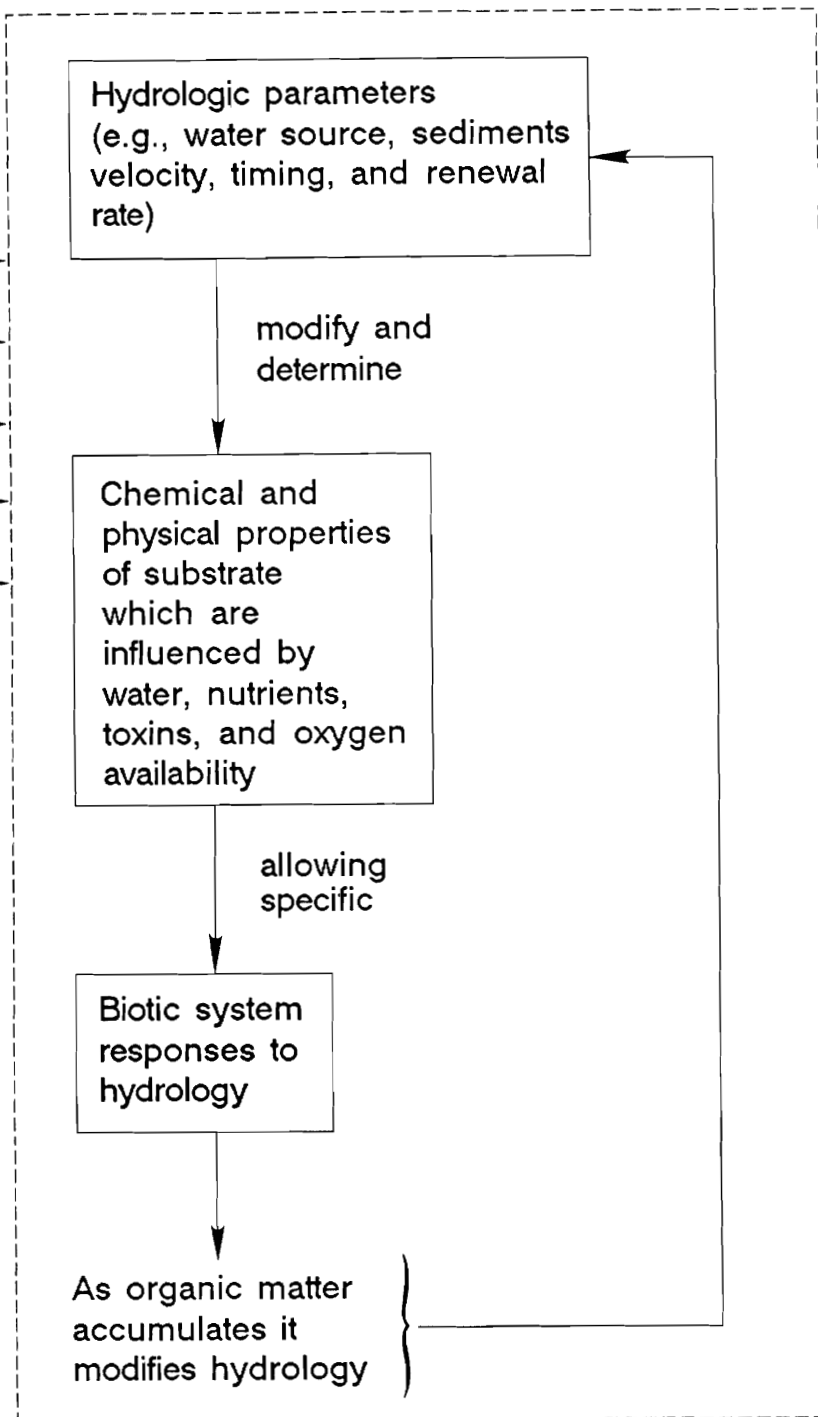 Hydrologic parameters
(e.g., water source, sediments
velocity, timing, and renewal
rate)
modify and
determine
Chemical and
physical properties
of substrate
which are
influenced by
water, nutrients,
toxins, and oxygen
availability
allowing
specific
Biotic system
responses to
hydrology
As organic matter
accumulates it
modifies hydrology